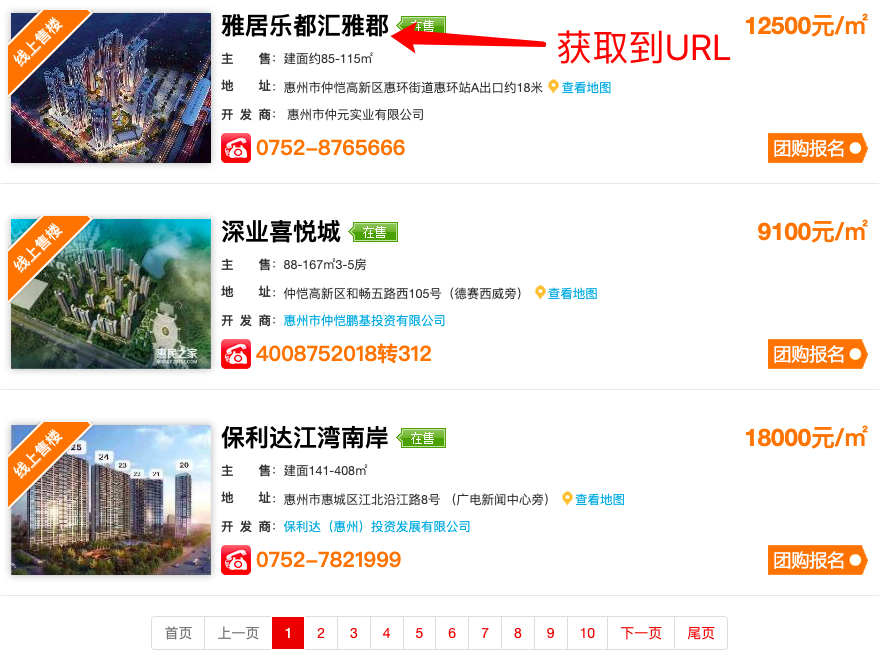 线上售楼
雅居乐都汇雅郡 在售 12500元/㎡
获取到URL
主 售：建面约85-115㎡
地 址：惠州市仲恺高新区惠环街道惠环站A出口约18米 查看地图
开 发 商：惠州市仲元实业有限公司
0752-8765666 团购报名
线上售楼
深业喜悦城 在售 9100元/㎡
主 售：88-167㎡3-5房
地 址：仲恺高新区和畅五路西105号（德赛西威旁） 查看地图
开 发 商：惠州市仲恺鹏基投资有限公司
惠民之家
4008752018转312 团购报名
线上售楼
25 24 23 22 21 20
保利达江湾南岸 在售 18000元/㎡
主 售：建面141-408㎡
地 址：惠州市惠城区江北沿江路8号 （广电新闻中心旁） 查看地图
开 发 商：保利达（惠州）投资发展有限公司
0752-7821999 团购报名
首页 上一页 1 2 3 4 5 6 7 8 9 10 下一页 尾页